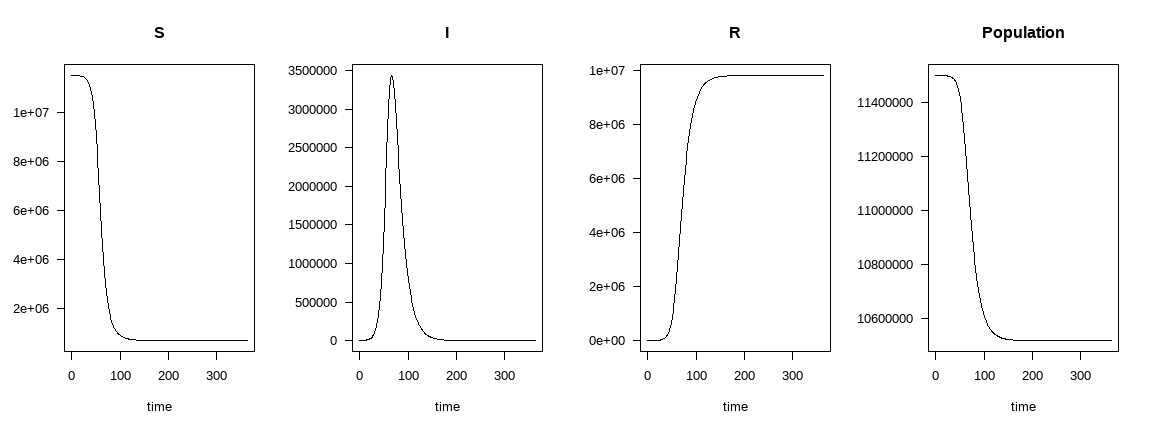 S
1e+07
8e+06
6e+06
4e+06
2e+06
0 100 200 300
time
I
3500000
3000000
2500000
2000000
1500000
1000000
500000
0
0 100 200 300
time
R
1e+07
8e+06
6e+06
4e+06
2e+06
0e+00
0 100 200 300
time
Population
11400000
11200000
11000000
10800000
10600000
0 100 200 300
time